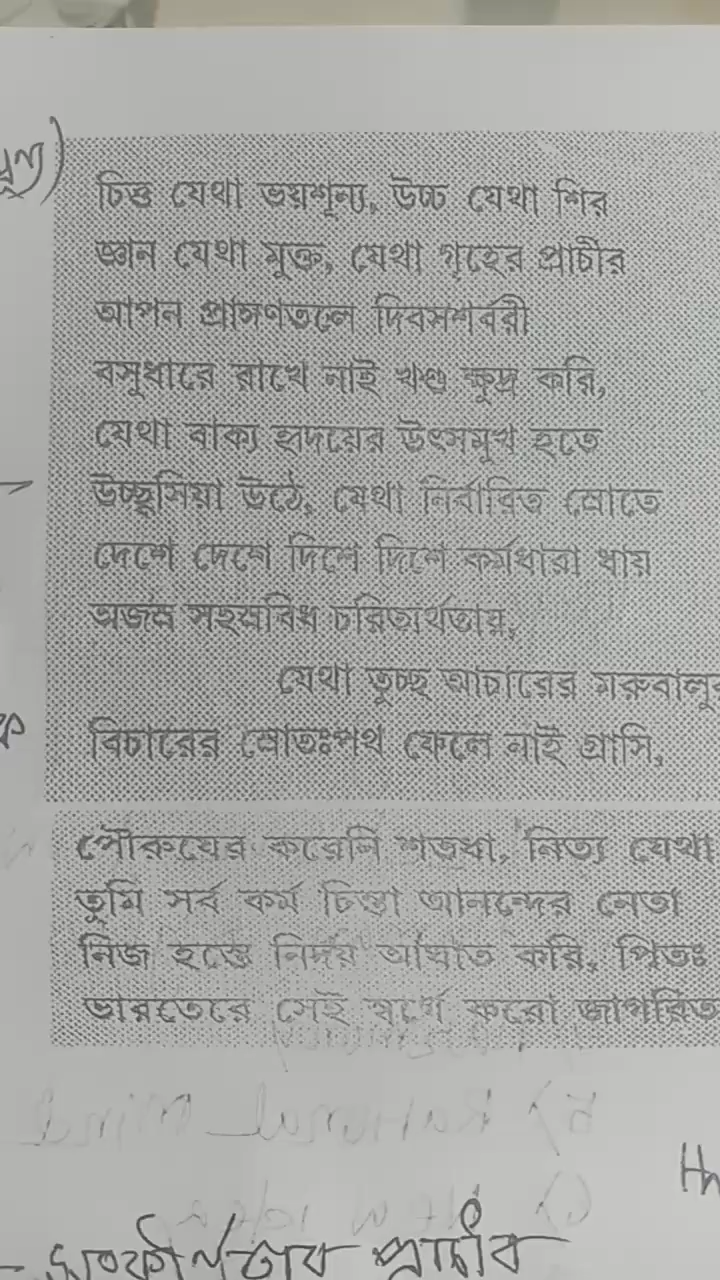 চিত্ত যেথা ভয়শূন্য, উচ্চ যেথা শির
জ্ঞান যেথা মুক্ত, যেথা গৃহের প্রাচীর
আপন প্রাঙ্গণতলে দিবসশর্বরী
বসুধারে রাখে নাই খণ্ড ক্ষুদ্র করি,
যেথা বাক্য হৃদয়ের উৎসমুখ হতে
উচ্ছ্বসিয়া উঠে, যেথা নির্বারিত স্রোতে
দেশে দেশে দিশে দিশে কর্মধারা ধায়
অজস্র সহস্রবিধ চরিতার্থতায়,
যেথা তুচ্ছ আচারের মরুবালু
বিচারের স্রোতঃপথ ফেলে নাই গ্রাসি,
পৌরুষের করেনি শতধা, নিত্য যেথা
তুমি সর্ব কর্ম চিন্তা আনন্দের নেতা
নিজ হস্তে নির্দয় আঘাত করি, পিতঃ
ভারতেরে সেই স্বর্গে করো জাগরিত
প্রাচীর